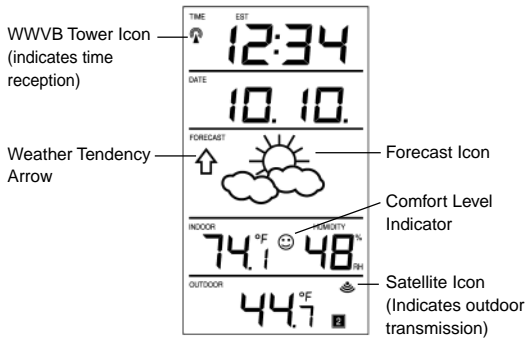 WWVB Tower Icon
(indicates time
reception)
TIME EST
12:34
DATE
10. 10.
Weather Tendency
Arrow
FORECAST
Forecast Icon
Comfort Level
Indicator
INDOOR HUMIDITY
74.1 °F 48 %
RH
OUTDOOR
44.7 °F 2
Satellite Icon
(Indicates outdoor
transmission)